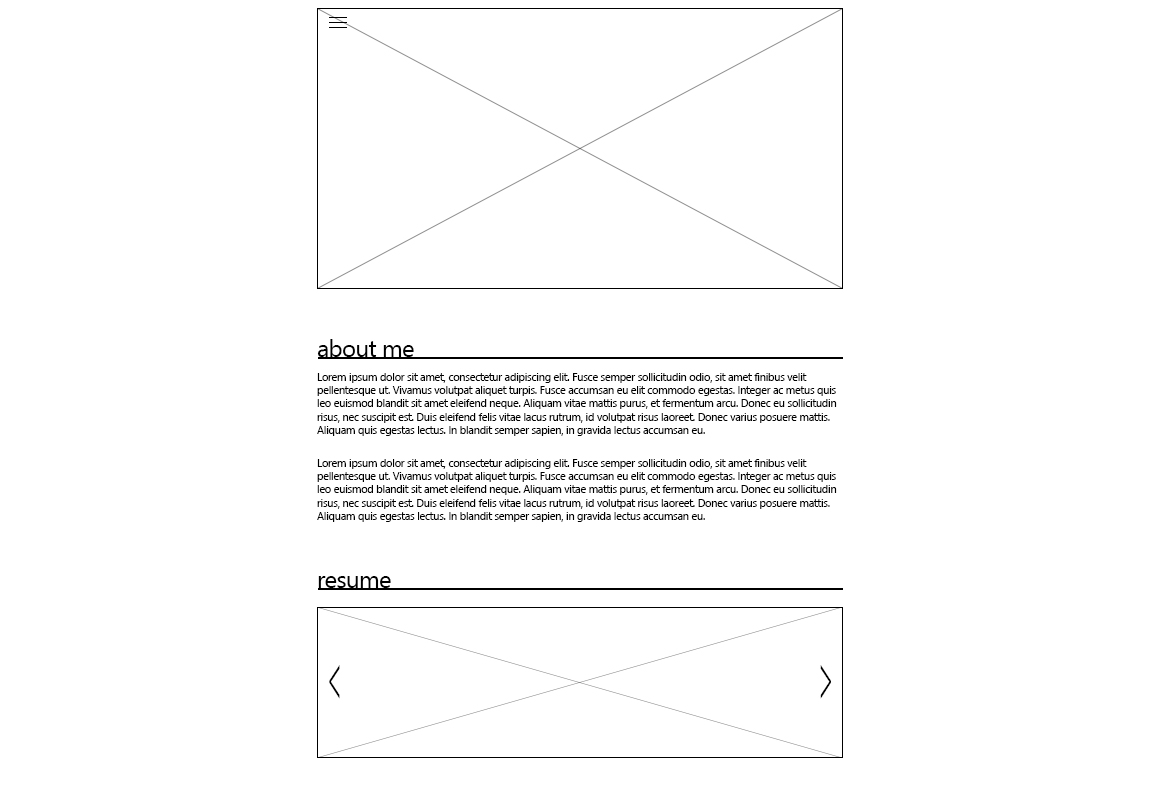 about me
Lorem ipsum dolor sit amet, consectetur adipiscing elit. Fusce semper sollicitudin odio, sit amet finibus velit
pellentesque ut. Vivamus volutpat aliquet turpis. Fusce accumsan eu elit commodo egestas. Integer ac metus quis
leo euismod blandit sit amet eleifend neque. Aliquam vitae mattis purus, et fermentum arcu. Donec eu sollicitudin
risus, nec suscipit est. Duis eleifend felis vitae lacus rutrum, id volutpat risus laoreet. Donec varius posuere mattis.
Aliquam quis egestas lectus. In blandit semper sapien, in gravida lectus accumsan eu.
Lorem ipsum dolor sit amet, consectetur adipiscing elit. Fusce semper sollicitudin odio, sit amet finibus velit
pellentesque ut. Vivamus volutpat aliquet turpis. Fusce accumsan eu elit commodo egestas. Integer ac metus quis
leo euismod blandit sit amet eleifend neque. Aliquam vitae mattis purus, et fermentum arcu. Donec eu sollicitudin
risus, nec suscipit est. Duis eleifend felis vitae lacus rutrum, id volutpat risus laoreet. Donec varius posuere mattis.
Aliquam quis egestas lectus. In blandit semper sapien, in gravida lectus accumsan eu.
resume